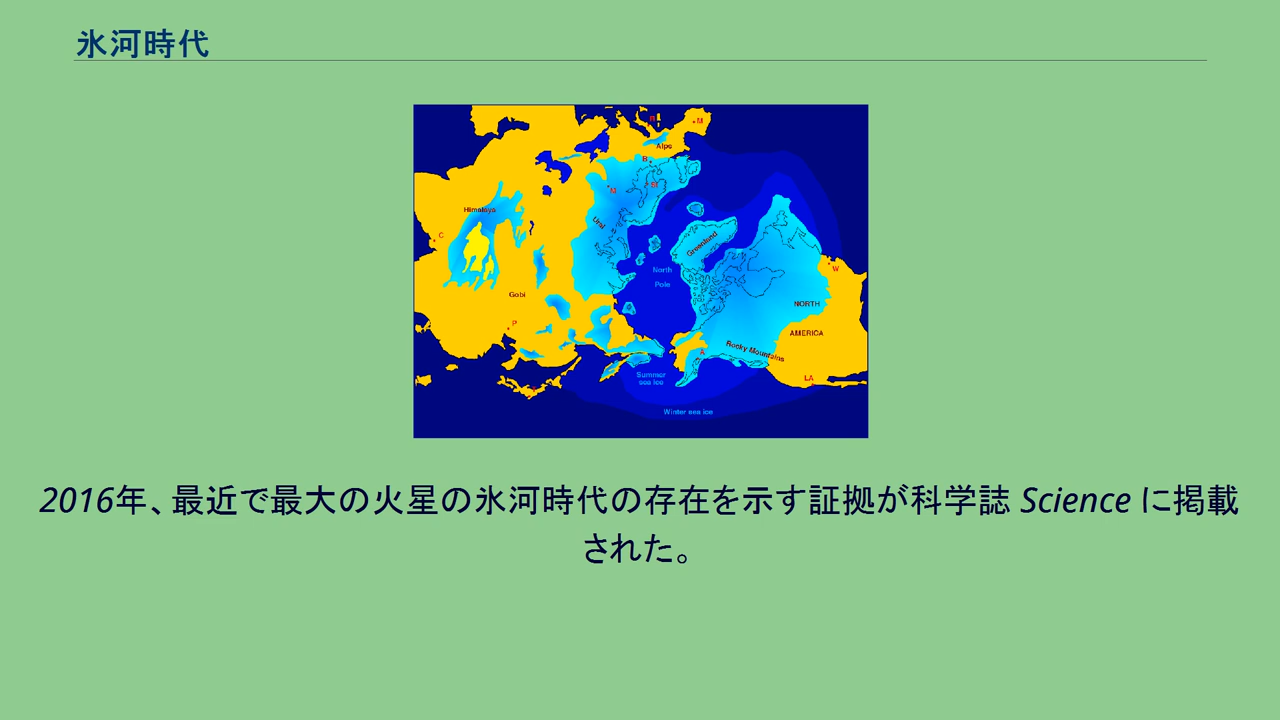 氷河時代
R
M
Alps
B
M
St
Ural
Himalaya
C
Greenland
North
Pole
W
Gobi
NORTH
P
AMERICA
Rocky Mountains
A
Summer
sea ice
LA
Winter sea ice
2016年、最近で最大の火星の氷河時代の存在を示す証拠が科学誌 Science に掲載
された。